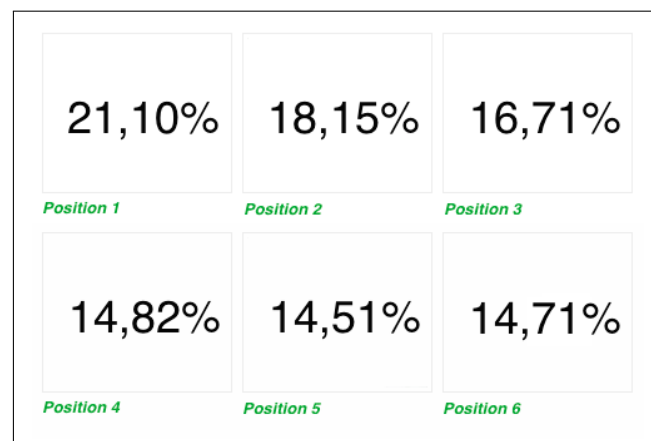 21,10% 18,15% 16,71%
Position 1 Position 2 Position 3
14,82% 14,51% 14,71%
Position 4 Position 5 Position 6